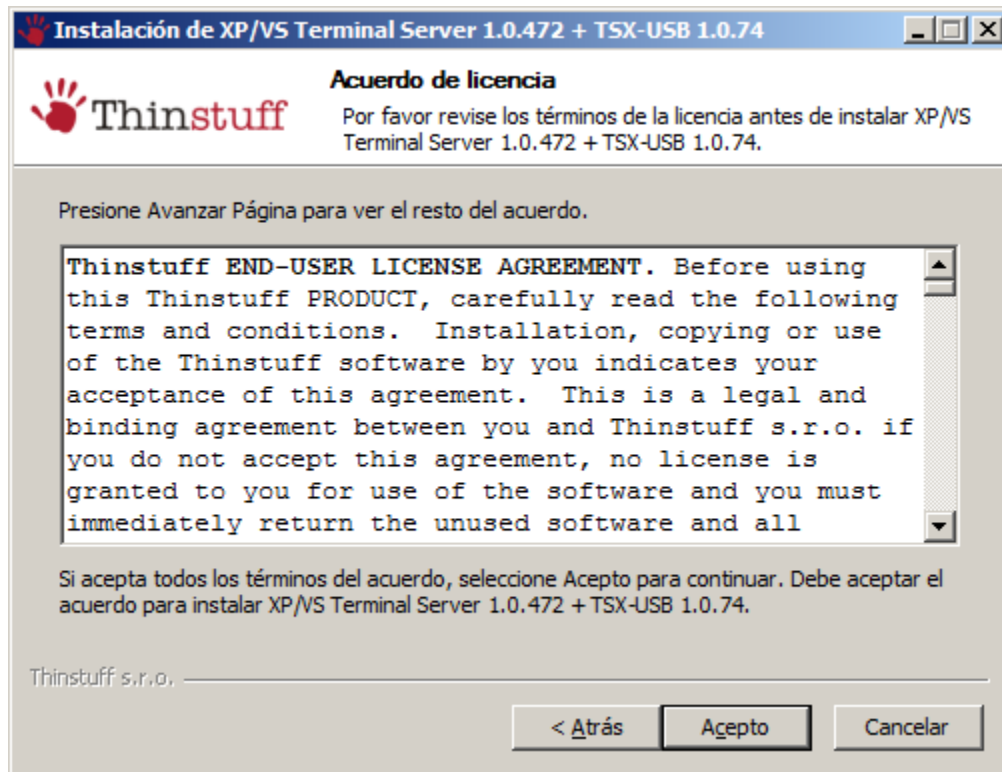 Instalación de XP/VS Terminal Server 1.0.472 + TSX-USB 1.0.74
Thinstuff
Acuerdo de licencia
Por favor revise los términos de la licencia antes de instalar XP/VS
Terminal Server 1.0.472 + TSX-USB 1.0.74.
Presione Avanzar Página para ver el resto del acuerdo.
Thinstuff END-USER LICENSE AGREEMENT. Before using
this Thinstuff PRODUCT, carefully read the following
terms and conditions.  Installation, copying or use
of the Thinstuff software by you indicates your
acceptance of this agreement.  This is a legal and
binding agreement between you and Thinstuff s.r.o. if
you do not accept this agreement, no license is
granted to you for use of the software and you must
immediately return the unused software and all
Si acepta todos los términos del acuerdo, seleccione Acepto para continuar. Debe aceptar el
acuerdo para instalar XP/VS Terminal Server 1.0.472 + TSX-USB 1.0.74.
Thinstuff s.r.o.
< Atrás
Acepto
Cancelar